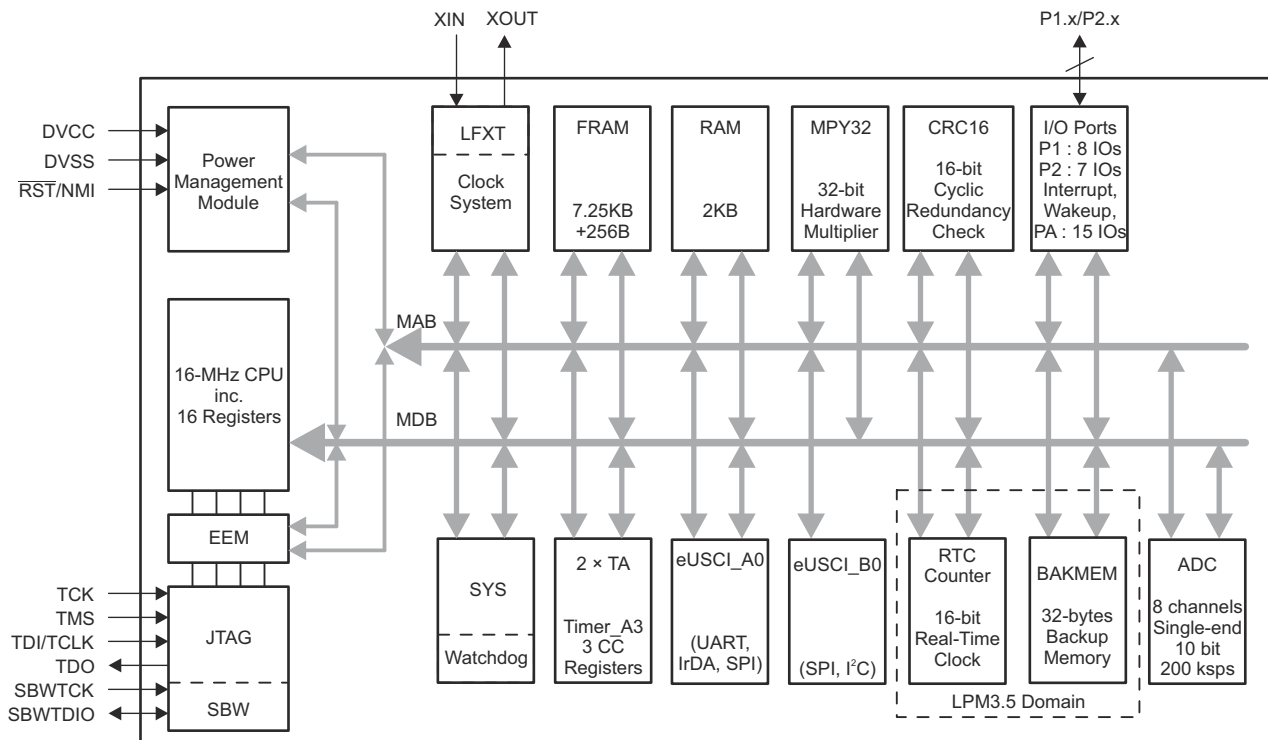 XIN
XOUT
P1.x/P2.x
DVCC
DVSS
RST/NMI
Power
Management
Module
LFXT
Clock
System
FRAM
7.25KB
+256B
RAM
2KB
MPY32
32-bit
Hardware
Multiplier
CRC16
16-bit
Cyclic
Redundancy
Check
I/O Ports
P1 : 8 IOs
P2 : 7 IOs
Interrupt,
Wakeup,
PA : 15 IOs
MAB
16-MHz CPU
inc.
16 Registers
MDB
EEM
TCK
TMS
TDI/TCLK
TDO
SBWTCK
SBWTDIO
JTAG
SBW
SYS
Watchdog
2 × TA
Timer_A3
3 CC
Registers
eUSCI_A0
(UART,
IrDA, SPI)
eUSCI_B0
(SPI, I²C)
RTC
Counter
16-bit
Real-Time
Clock
BAKMEM
32-bytes
Backup
Memory
LPM3.5 Domain
ADC
8 channels
Single-end
10 bit
200 ksps